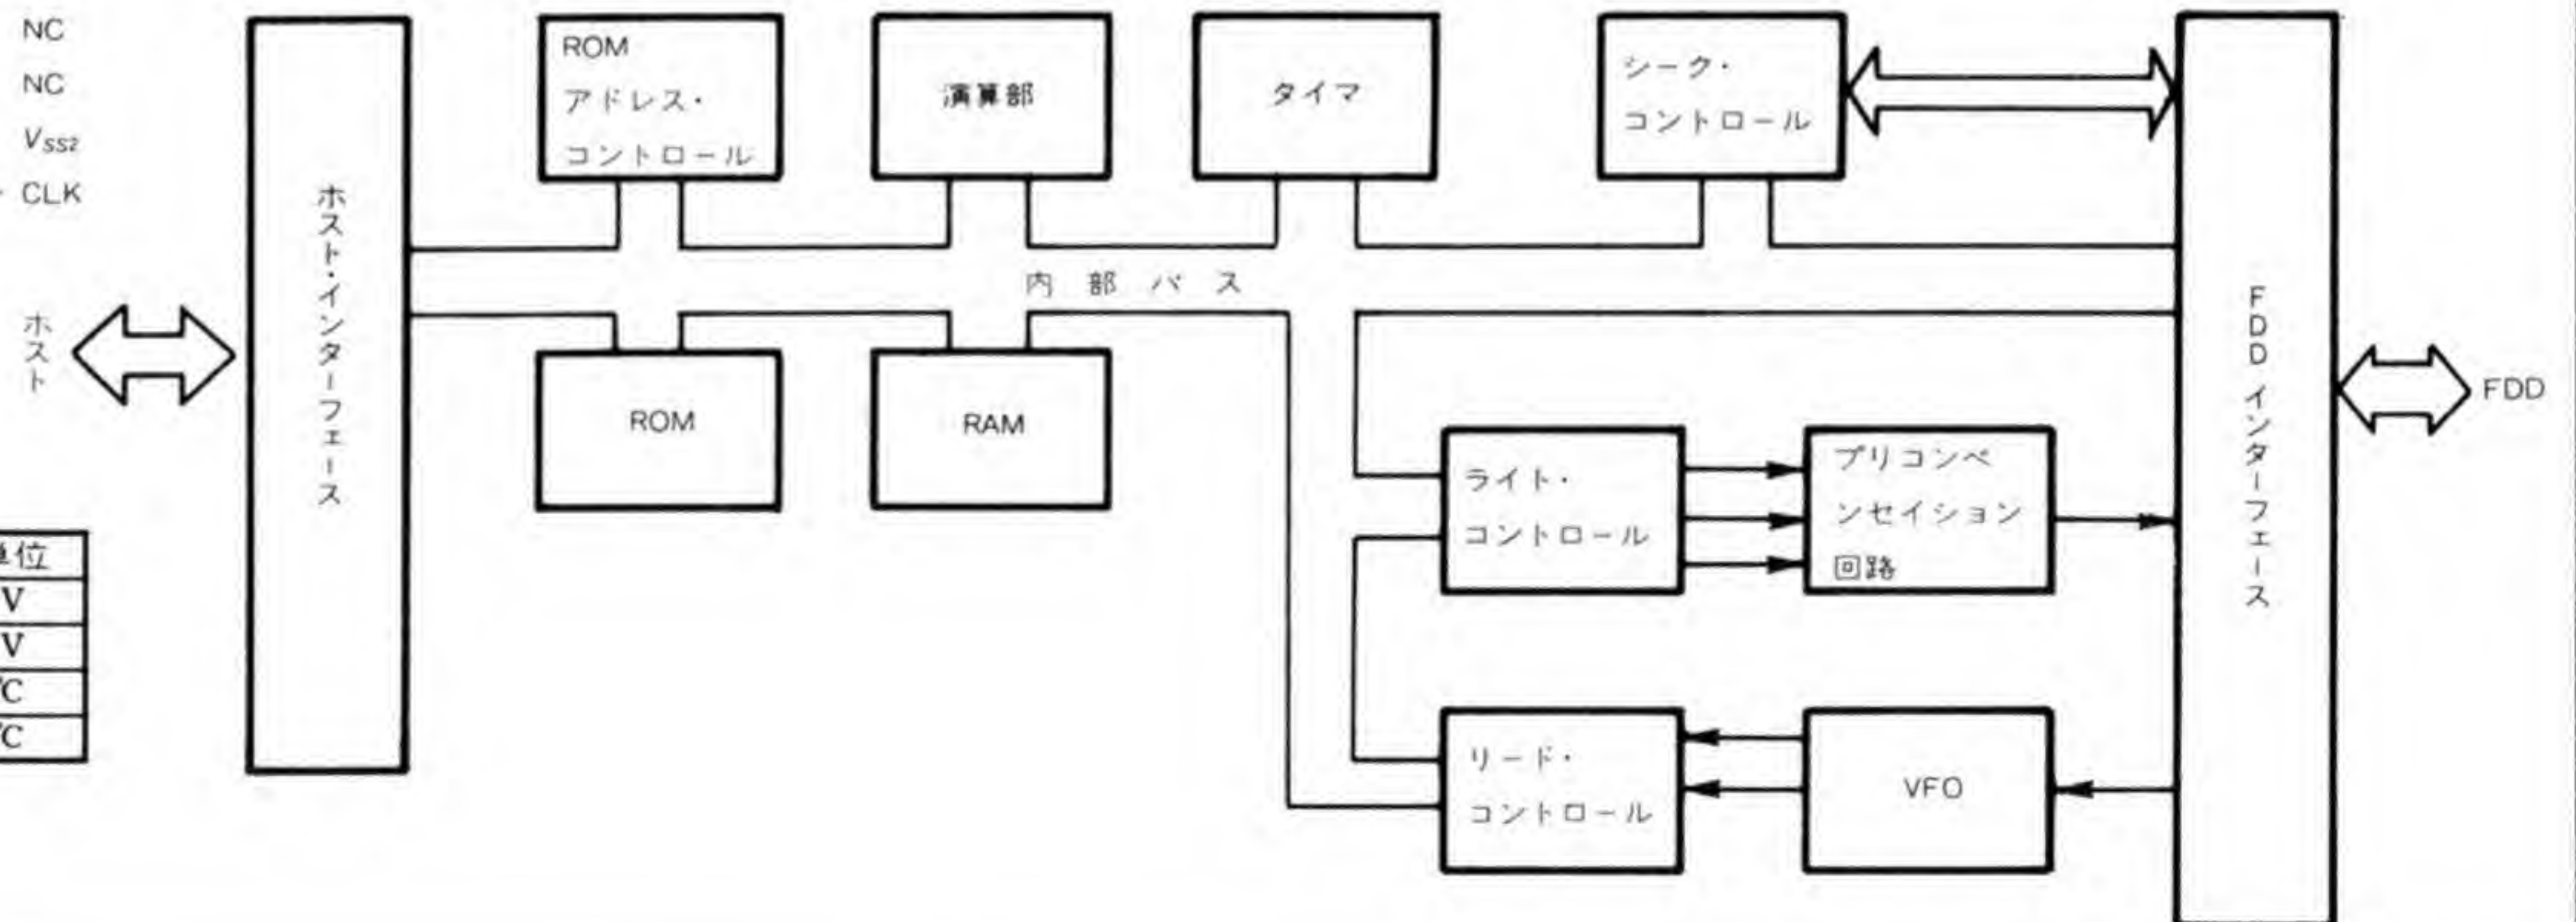 NC
NC
VSS2
CLK
ホスト
単位
V
V
℃
℃
ホスト・インターフェース
ROM
アドレス・
コントロール
演算部
タイマ
シーク・
コントロール
内部バス
ROM
RAM
ライト・
コントロール
プリコンペ
ンセイション
回路
リード・
コントロール
VFO
FDDインターフェース
FDD